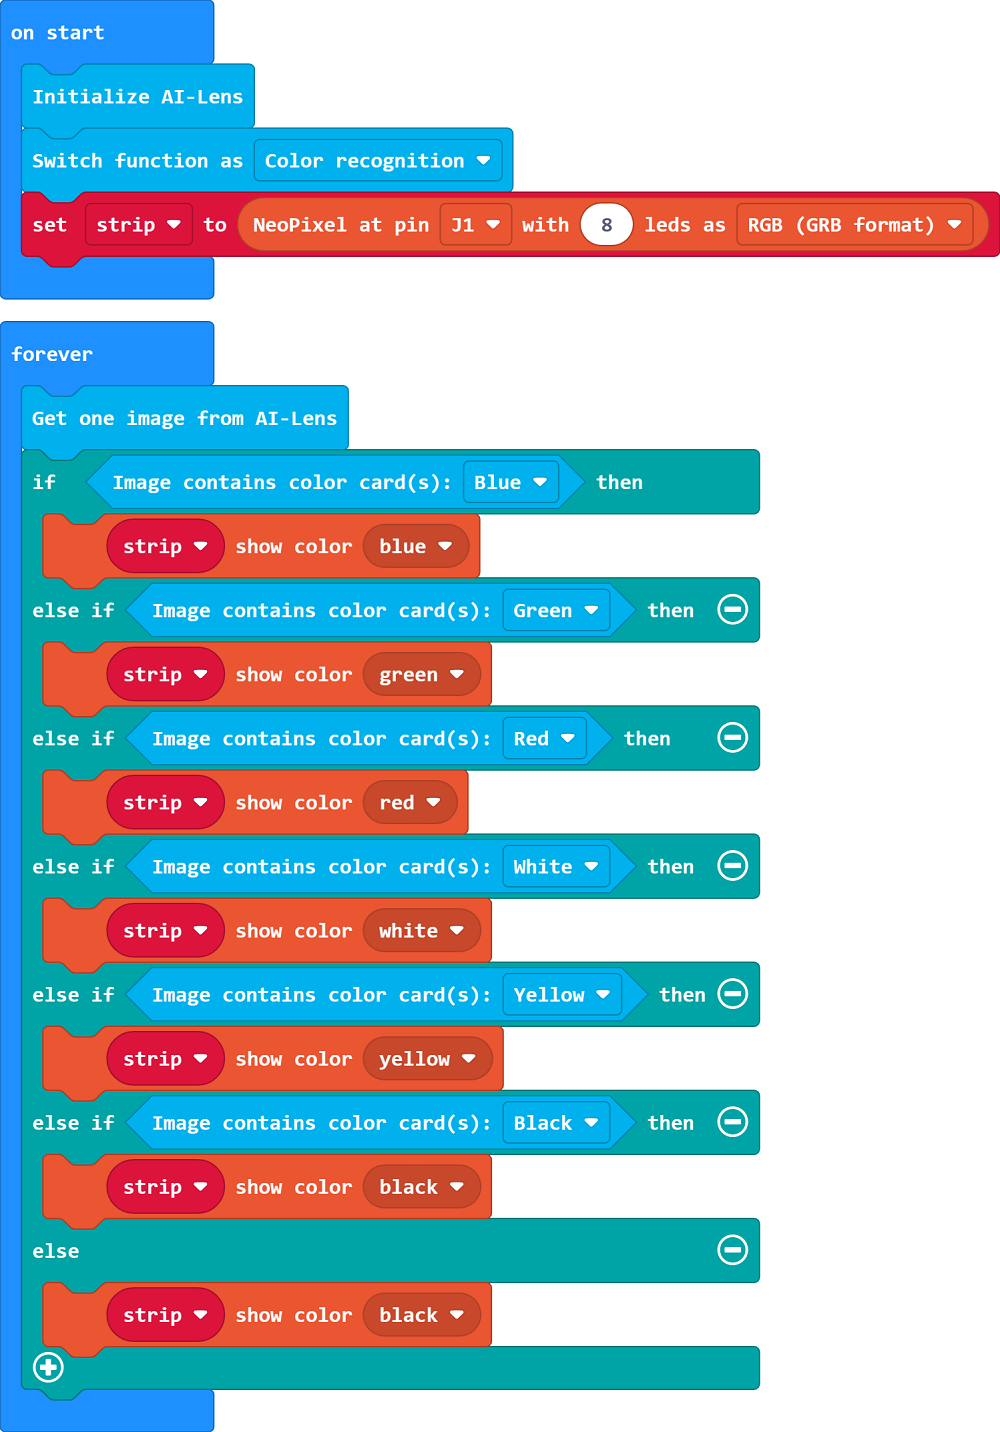 on start
Initialize AI-Lens
Switch function as Color recognition
set strip to NeoPixel at pin J1 with 8 leds as RGB (GRB format)
forever
Get one image from AI-Lens
if Image contains color card(s): Blue then
strip show color blue
else if Image contains color card(s): Green then
strip show color green
else if Image contains color card(s): Red then
strip show color red
else if Image contains color card(s): White then
strip show color white
else if Image contains color card(s): Yellow then
strip show color yellow
else if Image contains color card(s): Black then
strip show color black
else
strip show color black